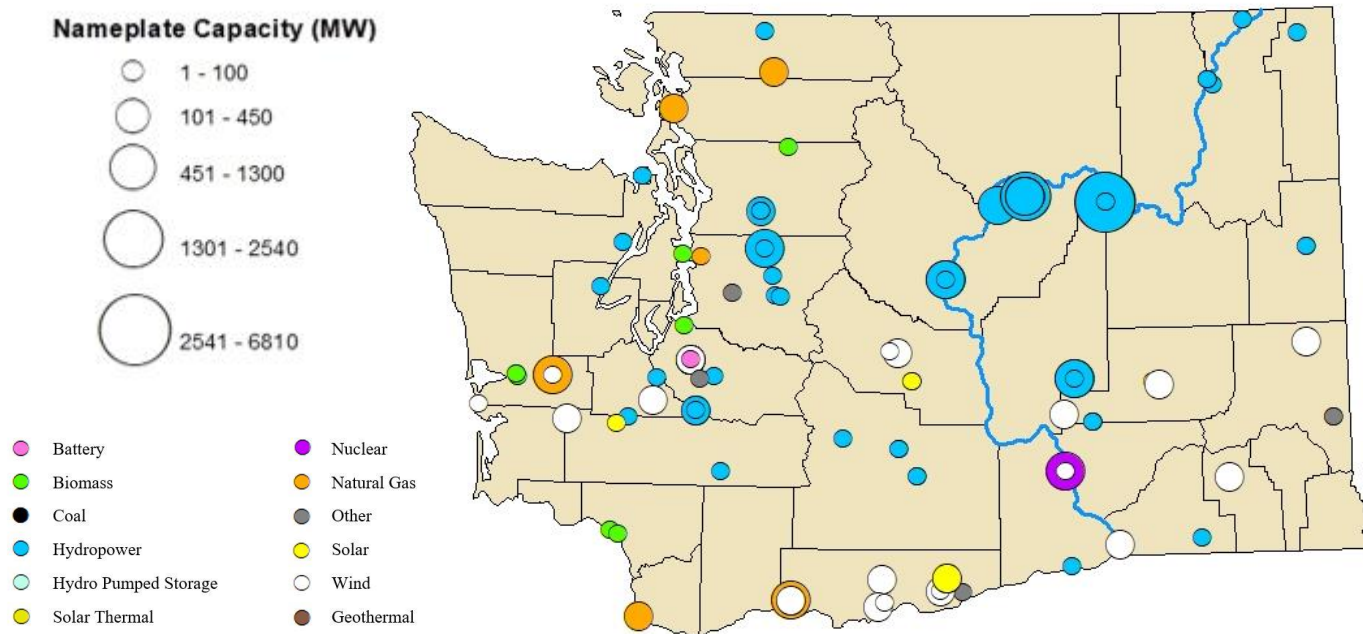 Nameplate Capacity (MW)
1 - 100
101 - 450
451 - 1300
1301 - 2540
2541 - 6810
Battery
Biomass
Coal
Hydropower
Hydro Pumped Storage
Solar Thermal
Nuclear
Natural Gas
Other
Solar
Wind
Geothermal